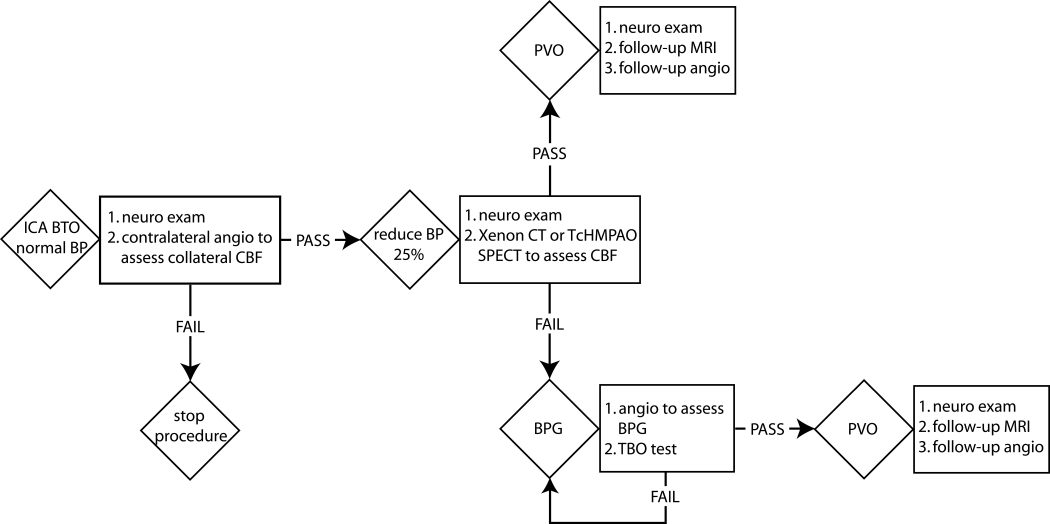 PVO
1. neuro exam
2. follow-up MRI
3. follow-up angio
PASS
ICA BTO
normal BP
1. neuro exam
2. contralateral angio to
assess collateral CBF
PASS
reduce BP
25%
1. neuro exam
2. Xenon CT or TcHMPAO
SPECT to assess CBF
FAIL
FAIL
stop
procedure
BPG
1. angio to assess
BPG
2. TBO test
PASS
PVO
1. neuro exam
2. follow-up MRI
3. follow-up angio
FAIL